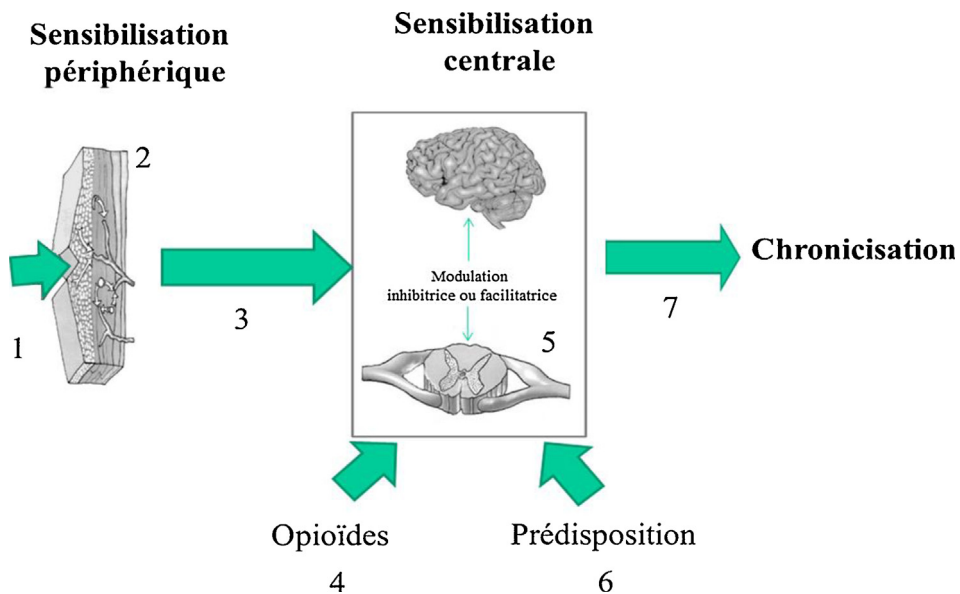 Sensibilisation
périphérique
Sensibilisation
centrale
2
1
3
Modulation
inhibitrice ou facilitatrice
5
7
Chronicisation
Opioïdes
4
Prédisposition
6